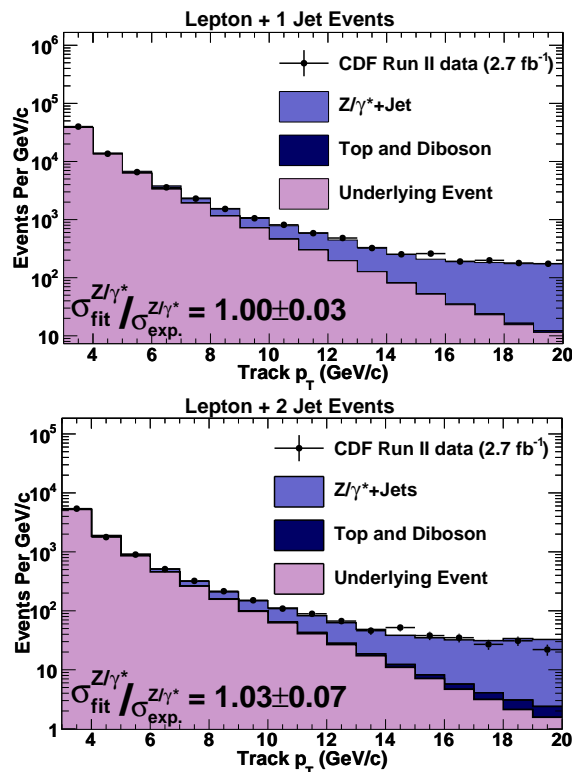 Lepton + 1 Jet Events
Events Per GeV/c
10^6
10^5
10^4
10^3
10^2
10
CDF Run II data (2.7 fb^-1)
Z/γ*+Jet
Top and Diboson
Underlying Event
σ_fit^Z/γ*/σ_exp.^Z/γ* = 1.00±0.03
4 6 8 10 12 14 16 18 20
Track p_T (GeV/c)
Lepton + 2 Jet Events
Events Per GeV/c
10^5
10^4
10^3
10^2
10
1
CDF Run II data (2.7 fb^-1)
Z/γ*+Jets
Top and Diboson
Underlying Event
σ_fit^Z/γ*/σ_exp.^Z/γ* = 1.03±0.07
4 6 8 10 12 14 16 18 20
Track p_T (GeV/c)